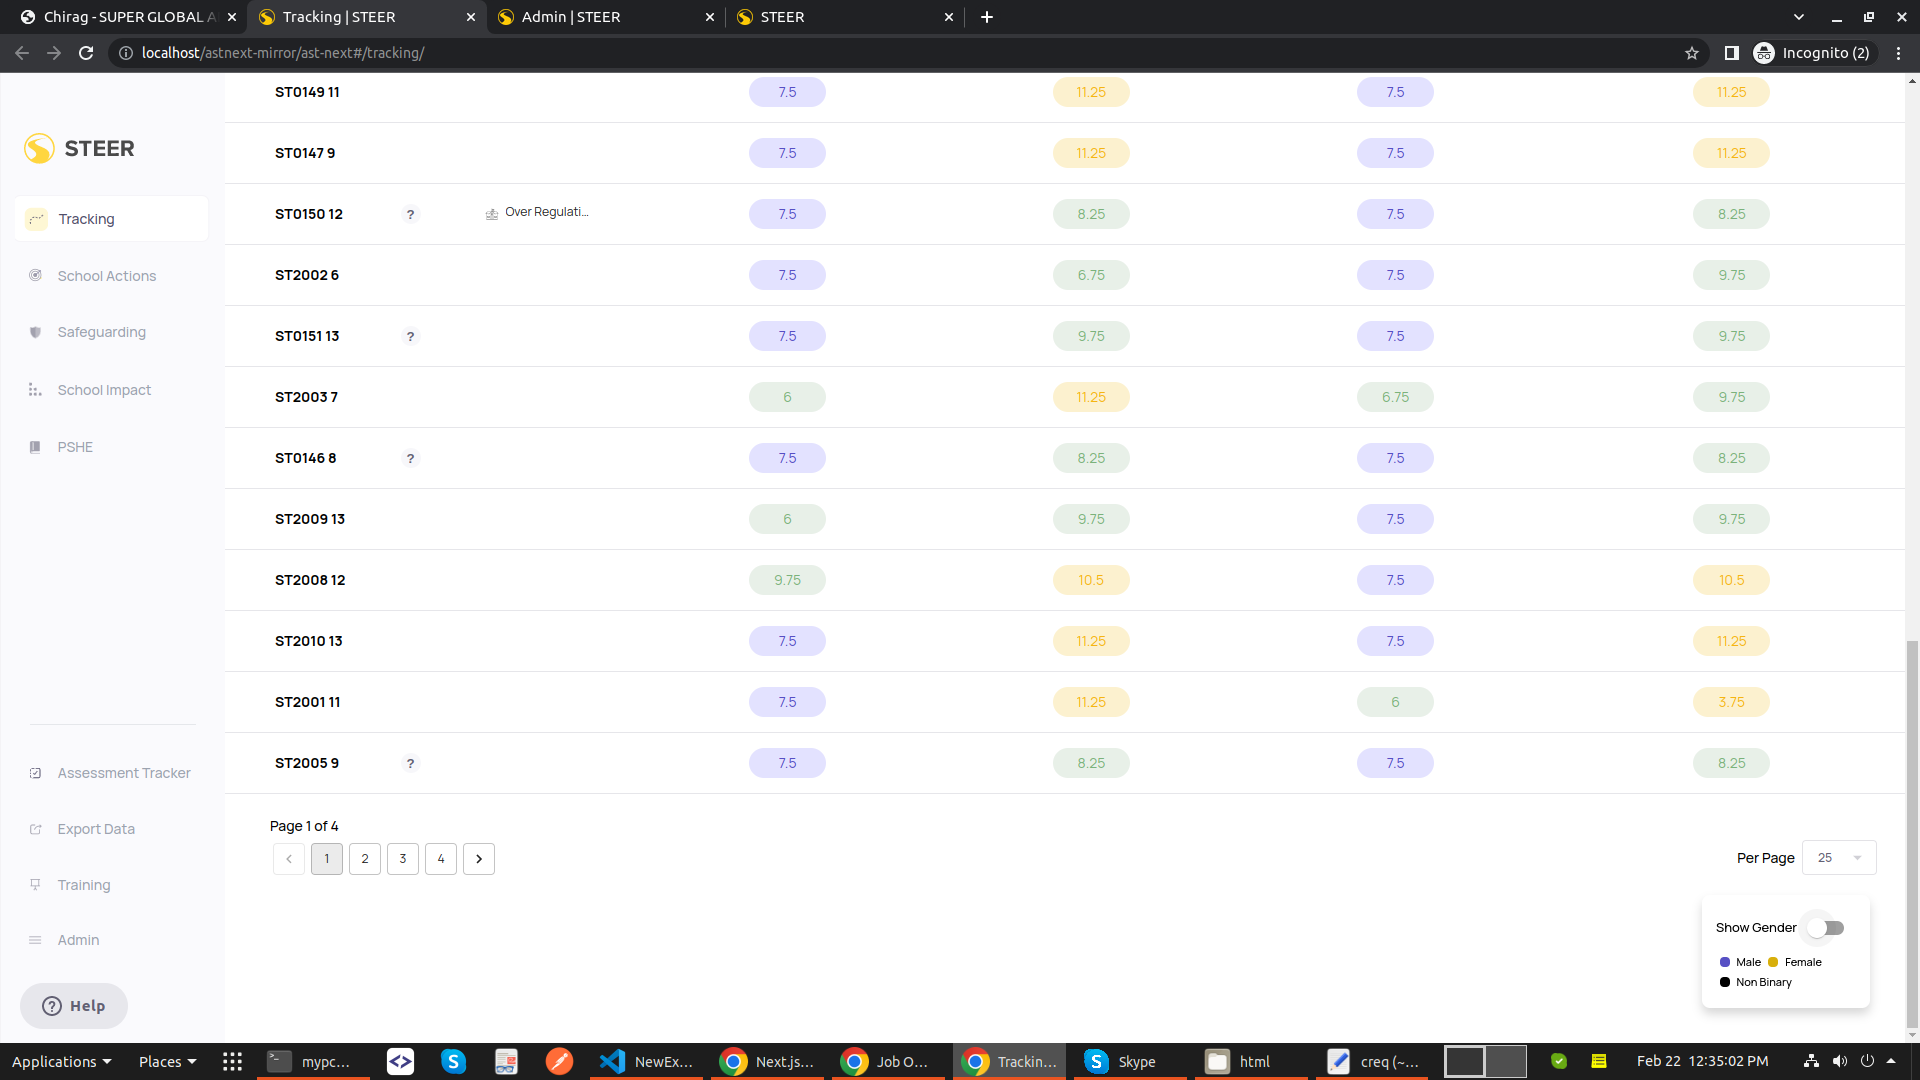 Chirag - SUPER GLOBAL A
Tracking | STEER
Admin | STEER
STEER
localhost/astnext-mirror/ast-next#/tracking/
Incognito (2)
STEER
Tracking
School Actions
Safeguarding
School Impact
PSHE
Assessment Tracker
Export Data
Training
Admin
? Help
ST0149 11 7.5 11.25 7.5 11.25
ST0147 9 7.5 11.25 7.5 11.25
ST0150 12 ? Over Regulati... 7.5 8.25 7.5 8.25
ST2002 6 7.5 6.75 7.5 9.75
ST0151 13 ? 7.5 9.75 7.5 9.75
ST2003 7 6 11.25 6.75 9.75
ST0146 8 ? 7.5 8.25 7.5 8.25
ST2009 13 6 9.75 7.5 9.75
ST2008 12 9.75 10.5 7.5 10.5
ST2010 13 7.5 11.25 7.5 11.25
ST2001 11 7.5 11.25 6 3.75
ST2005 9 ? 7.5 8.25 7.5 8.25
Page 1 of 4
1 2 3 4
Per Page 25
Show Gender
Male Female
Non Binary
Applications Places mypc... NewEx... Next.js... Job O... Trackin... Skype html creq (~... Feb 22 12:35:02 PM